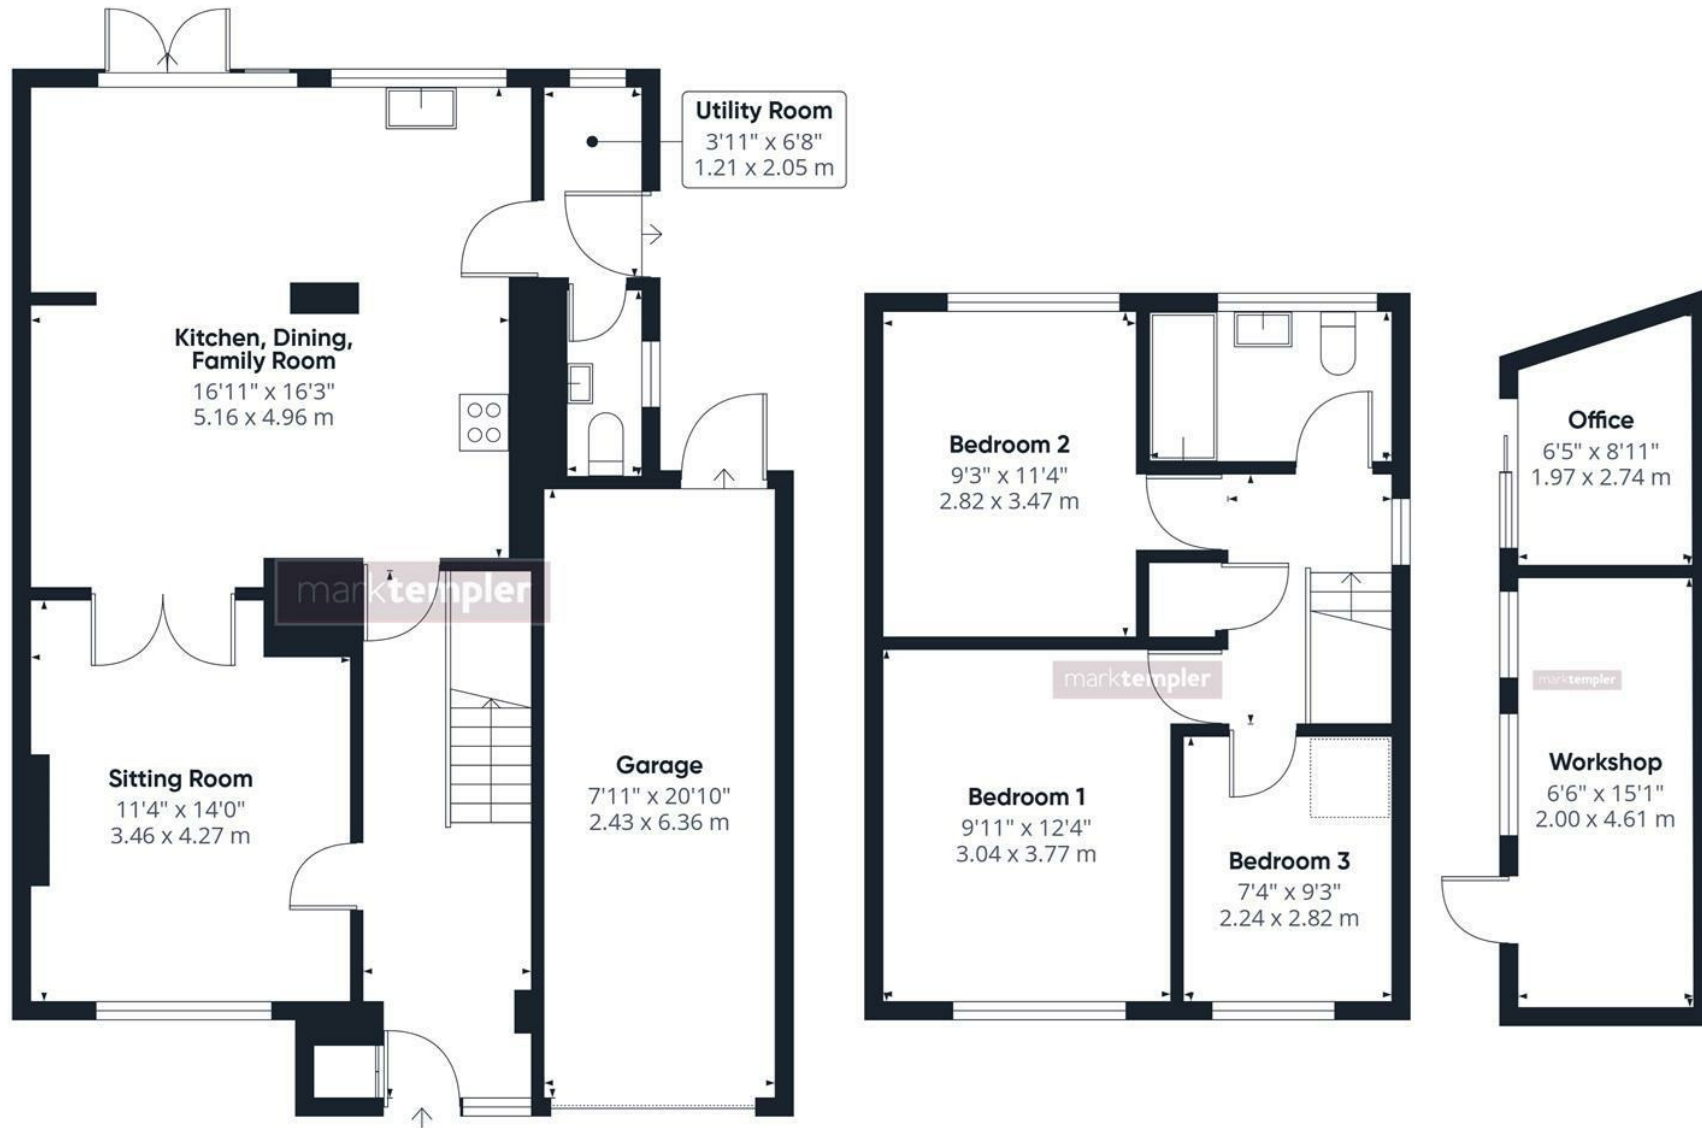 Utility Room
3'11" x 6'8"
1.21 x 2.05 m
Kitchen, Dining,
Family Room
16'11" x 16'3"
5.16 x 4.96 m
marktempler
Sitting Room
11'4" x 14'0"
3.46 x 4.27 m
Garage
7'11" x 20'10"
2.43 x 6.36 m
Bedroom 2
9'3" x 11'4"
2.82 x 3.47 m
marktempler
Bedroom 1
9'11" x 12'4"
3.04 x 3.77 m
Bedroom 3
7'4" x 9'3"
2.24 x 2.82 m
Office
6'5" x 8'11"
1.97 x 2.74 m
marktempler
Workshop
6'6" x 15'1"
2.00 x 4.61 m